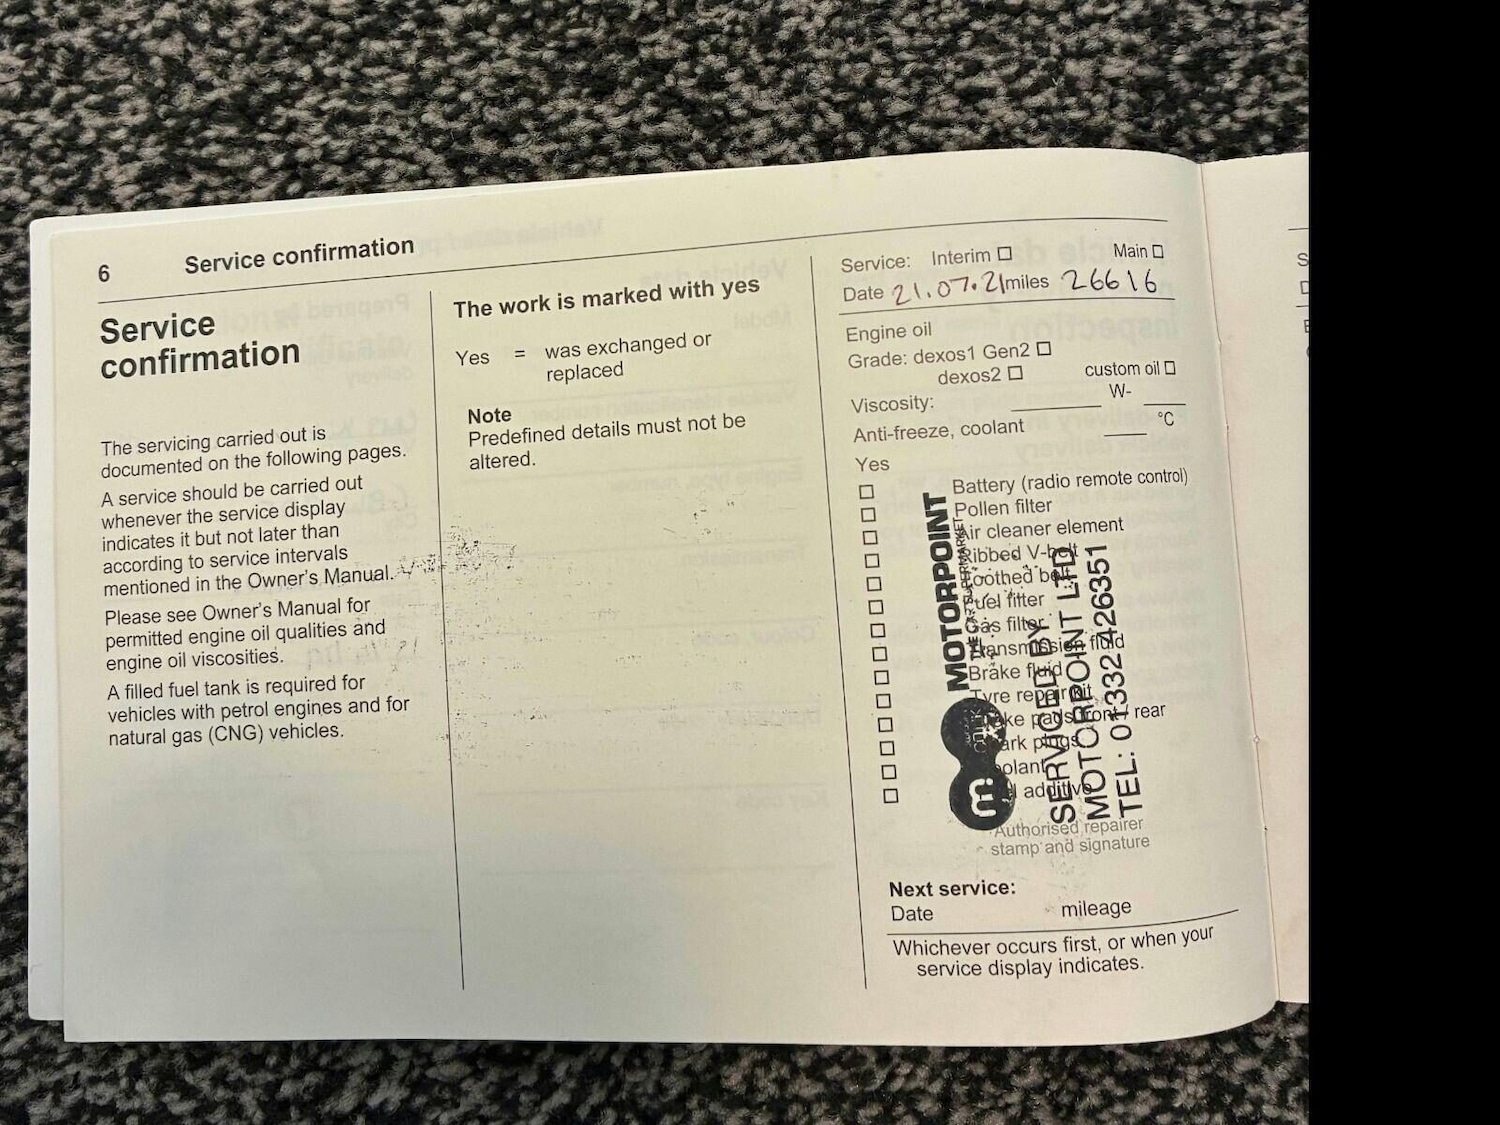 6 Service confirmation
Service
confirmation
The servicing carried out is
documented on the following pages.
A service should be carried out
whenever the service display
indicates it but not later than
according to service intervals
mentioned in the Owner's Manual.
Please see Owner's Manual for
permitted engine oil qualities and
engine oil viscosities.
A filled fuel tank is required for
vehicles with petrol engines and for
natural gas (CNG) vehicles.
The work is marked with yes
Yes = was exchanged or
replaced
Note
Predefined details must not be
altered.
Service: Interim ☐ Main ☐
Date 21.07.21 miles 26616
Engine oil
Grade: dexos1 Gen2 ☐
dexos2 ☐ custom oil ☐
Viscosity: W-
Anti-freeze, coolant °C
Yes
☐ Battery (radio remote control)
☐ Pollen filter
☐ Air cleaner element
☐ Ribbed V-belt
☐ Toothed belt
☐ Fuel filter
☐ Gas filter
☐ Transmission fluid
☐ Brake fluid
☐ Tyre repair kit
☐ Brake pads front / rear
☐ Spark plugs
☐ Coolant
☐ additive
m:
MOTORPOINT
THE CAR SUPERMARKET
SERVICED BY
MOTORPOINT LTD
TEL: 01332 426351
Authorised repairer
stamp and signature
Next service:
Date mileage
Whichever occurs first, or when your
service display indicates.